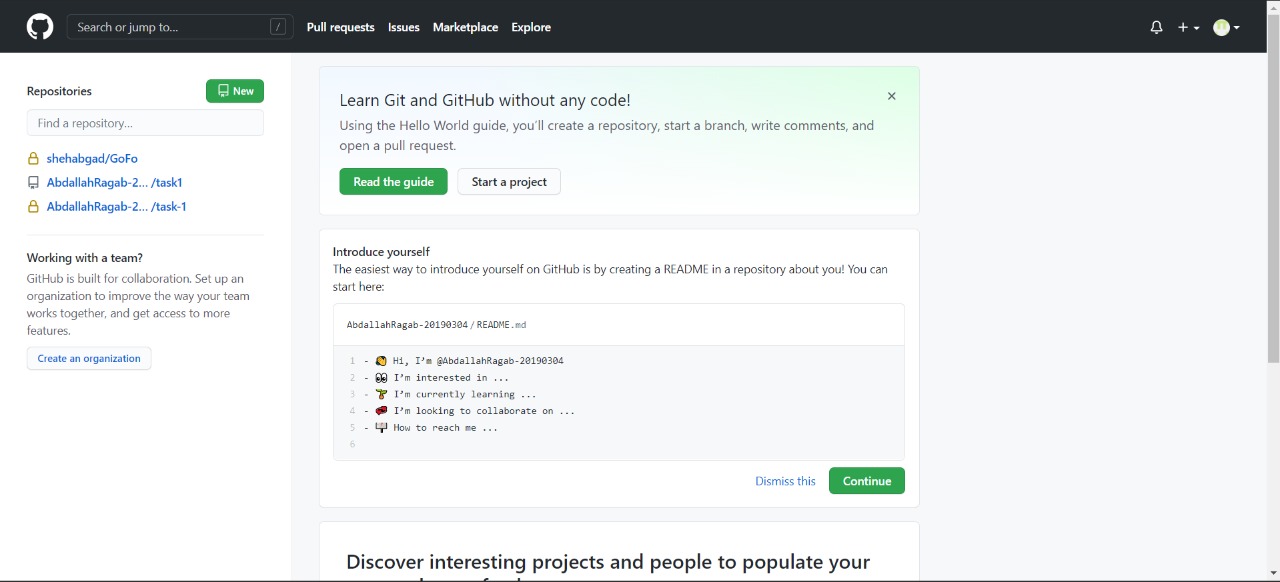 Search or jump to...
/
Pull requests
Issues
Marketplace
Explore
Repositories
New
Find a repository...
shehabgad/GoFo
AbdallahRagab-2... /task1
AbdallahRagab-2... /task-1
Working with a team?
GitHub is built for collaboration. Set up an
organization to improve the way your team
works together, and get access to more
features.
Create an organization
Learn Git and GitHub without any code!
Using the Hello World guide, you’ll create a repository, start a branch, write comments, and
open a pull request.
Read the guide
Start a project
Introduce yourself
The easiest way to introduce yourself on GitHub is by creating a README in a repository about you! You can
start here:
AbdallahRagab-20190304 / README.md
1 - 👋 Hi, I’m @AbdallahRagab-20190304
2 - 👀 I’m interested in ...
3 - 🌱 I’m currently learning ...
4 - 💞️ I’m looking to collaborate on ...
5 - 📫 How to reach me ...
6
Dismiss this
Continue
Discover interesting projects and people to populate your